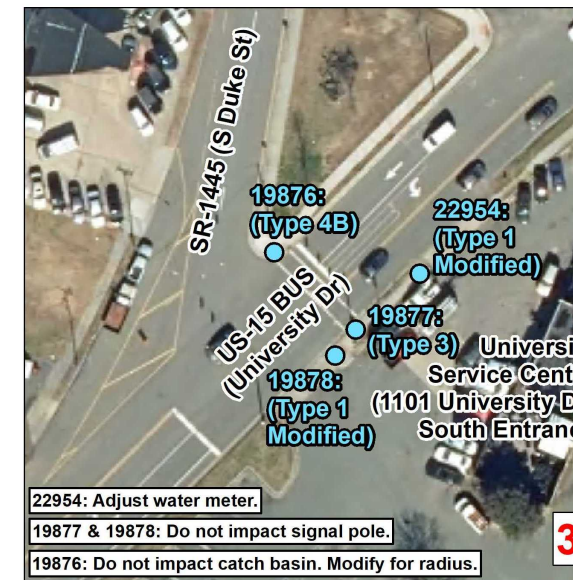 SR-1445 (S Duke St)
19876:
(Type 4B)
22954:
(Type 1
Modified)
US-15 BUS
(University Dr)
19877:
(Type 3)
19878:
(Type 1
Modified)
Universi
Service Cent
(1101 University D
South Entran
22954: Adjust water meter.
19877 & 19878: Do not impact signal pole.
19876: Do not impact catch basin. Modify for radius.
3